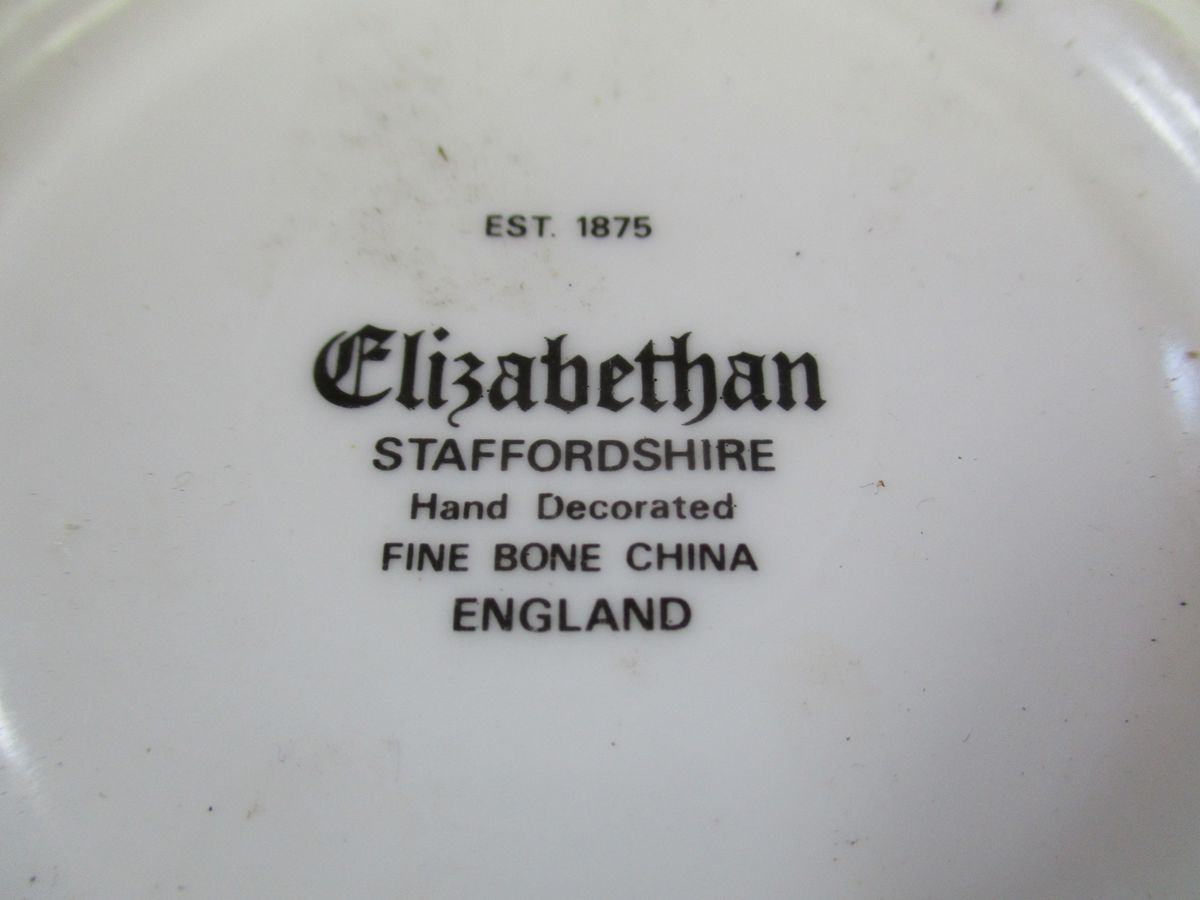 EST. 1875
Elizabethan
STAFFORDSHIRE
Hand Decorated
FINE BONE CHINA
ENGLAND